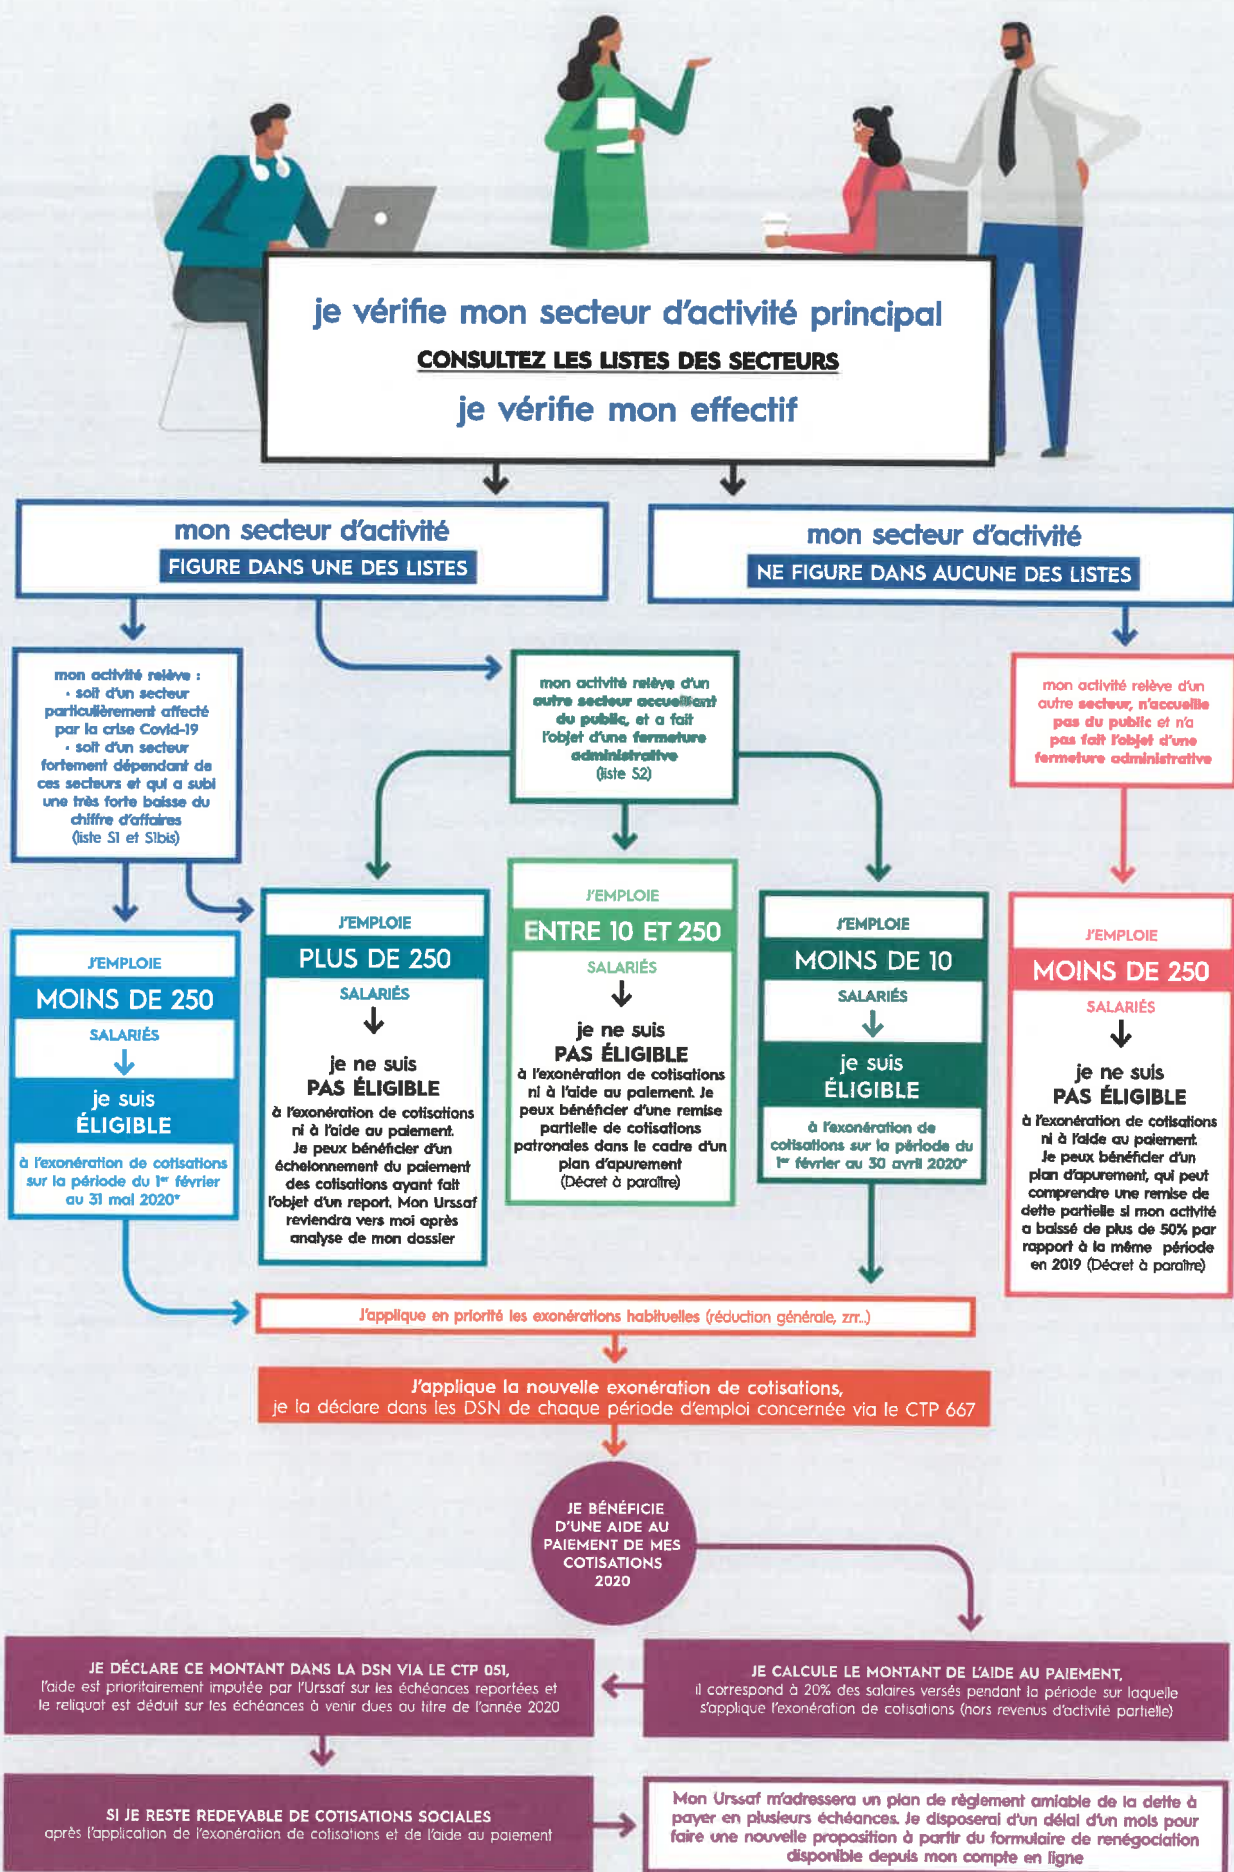 je vérifie mon secteur d'activité principal
CONSULTEZ LES LISTES DES SECTEURS
je vérifie mon effectif
mon secteur d'activité
FIGURE DANS UNE DES LISTES
mon secteur d'activité
NE FIGURE DANS AUCUNE DES LISTES
mon activité relève :
• soit d'un secteur
particulièrement affecté
par la crise Covid-19
• soit d'un secteur
fortement dépendant de
ces secteurs et qui a subi
une très forte baisse du
chiffre d'affaires
(liste S1 et S1bis)
mon activité relève d'un
autre secteur accueillant
du public, et a fait
l'objet d'une fermeture
administrative
(liste S2)
mon activité relève d'un
autre secteur, n'accueille
pas du public et n'a
pas fait l'objet d'une
fermeture administrative
J'EMPLOIE
MOINS DE 250
SALARIÉS
je suis
ÉLIGIBLE
à l'exonération de cotisations
sur la période du 1er février
au 31 mai 2020*
J'EMPLOIE
PLUS DE 250
SALARIÉS
je ne suis
PAS ÉLIGIBLE
à l'exonération de cotisations
ni à l'aide au paiement.
Je peux bénéficier d'un
échelonnement du paiement
des cotisations ayant fait
l'objet d'un report. Mon Urssaf
reviendra vers moi après
analyse de mon dossier
J'EMPLOIE
ENTRE 10 ET 250
SALARIÉS
je ne suis
PAS ÉLIGIBLE
à l'exonération de cotisations
ni à l'aide au paiement. Je
peux bénéficier d'une remise
partielle de cotisations
patronales dans le cadre d'un
plan d'apurement
(Décret à paraître)
J'EMPLOIE
MOINS DE 10
SALARIÉS
je suis
ÉLIGIBLE
à l'exonération de
cotisations sur la période du
1er février au 30 avril 2020*
J'EMPLOIE
MOINS DE 250
SALARIÉS
je ne suis
PAS ÉLIGIBLE
à l'exonération de cotisations
ni à l'aide au paiement.
Je peux bénéficier d'un
plan d'apurement, qui peut
comprendre une remise de
dette partielle si mon activité
a baissé de plus de 50% par
rapport à la même période
en 2019 (Décret à paraître)
J'applique en priorité les exonérations habituelles (réduction générale, zrr...)
J'applique la nouvelle exonération de cotisations,
je la déclare dans les DSN de chaque période d'emploi concernée via le CTP 667
JE BÉNÉFICIE
D'UNE AIDE AU
PAIEMENT DE MES
COTISATIONS
2020
JE CALCULE LE MONTANT DE L'AIDE AU PAIEMENT,
il correspond à 20% des salaires versés pendant la période sur laquelle
s'applique l'exonération de cotisations (hors revenus d'activité partielle)
JE DÉCLARE CE MONTANT DANS LA DSN VIA LE CTP 051,
l'aide est prioritairement imputée par l'Urssaf sur les échéances reportées et
le reliquat est déduit sur les échéances à venir dues au titre de l'année 2020
SI JE RESTE REDEVABLE DE COTISATIONS SOCIALES
après l'application de l'exonération de cotisations et de l'aide au paiement
Mon Urssaf m'adressera un plan de règlement amiable de la dette à
payer en plusieurs échéances. Je disposerai d'un délai d'un mois pour
faire une nouvelle proposition à partir du formulaire de renégociation
disponible depuis mon compte en ligne